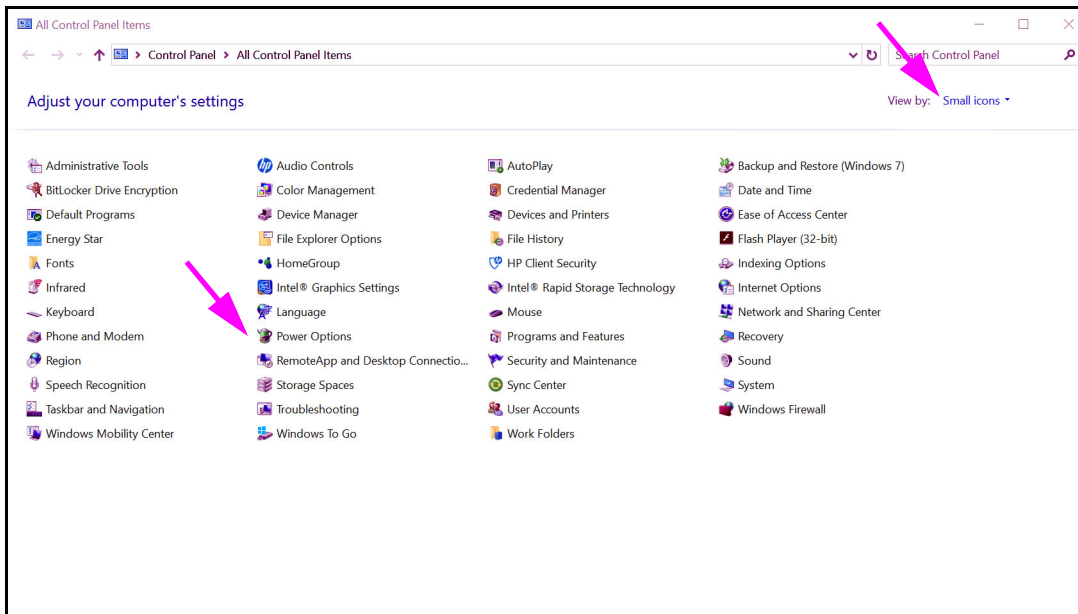 All Control Panel Items
Control Panel > All Control Panel Items
Search Control Panel
Adjust your computer's settings
View by: Small icons
Administrative Tools
Audio Controls
AutoPlay
Backup and Restore (Windows 7)
BitLocker Drive Encryption
Color Management
Credential Manager
Date and Time
Default Programs
Device Manager
Devices and Printers
Ease of Access Center
Energy Star
File Explorer Options
File History
Flash Player (32-bit)
Fonts
HomeGroup
HP Client Security
Indexing Options
Infrared
Intel® Graphics Settings
Intel® Rapid Storage Technology
Internet Options
Keyboard
Language
Mouse
Network and Sharing Center
Phone and Modem
Power Options
Programs and Features
Recovery
Region
RemoteApp and Desktop Connectio...
Security and Maintenance
Sound
Speech Recognition
Storage Spaces
Sync Center
System
Taskbar and Navigation
Troubleshooting
User Accounts
Windows Firewall
Windows Mobility Center
Windows To Go
Work Folders